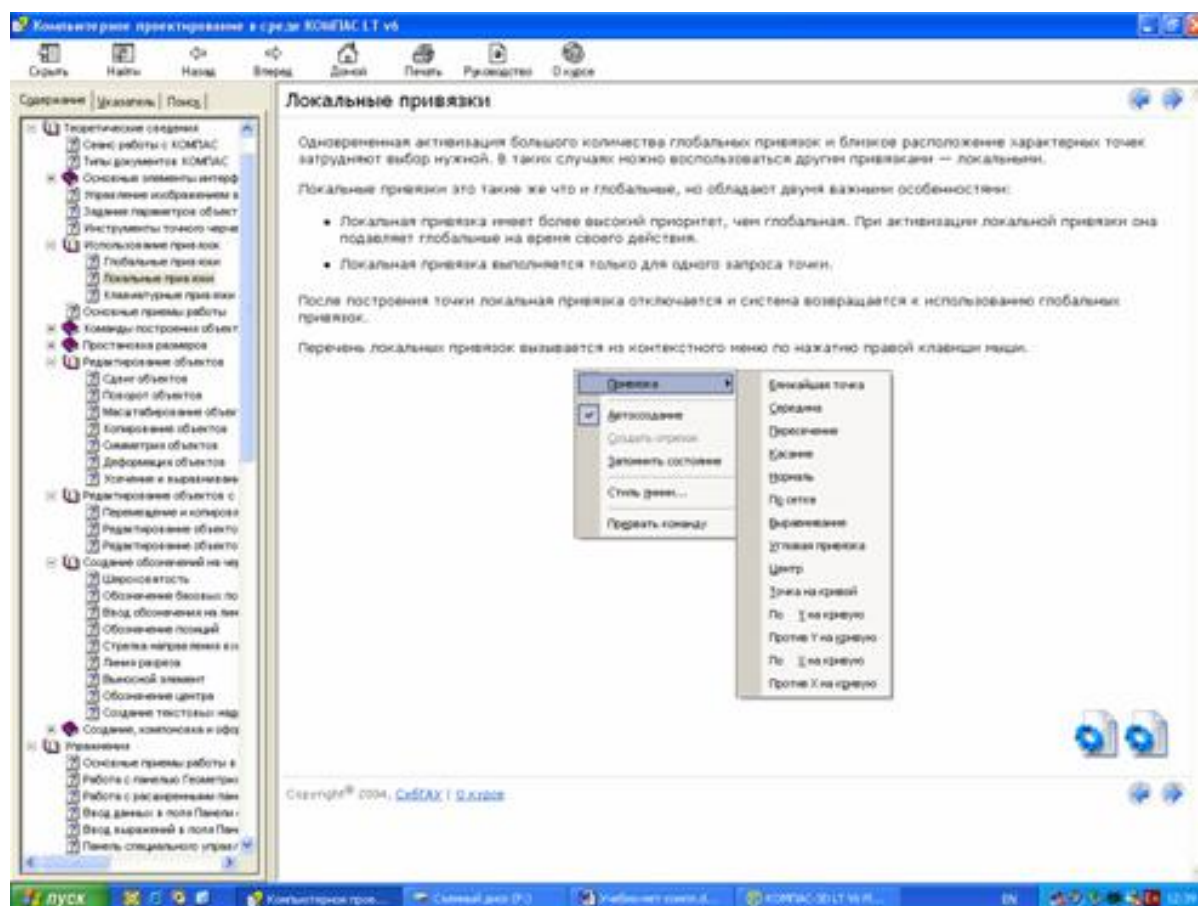 Компьютерное проектирование в среде КОМПАС LT v6
Скрыть Найти Назад Вперед Домой Печать Руководство О курсе
Содержание Указатель Поиск
Теоретические сведения
Сеанс работы с КОМПАС
Типы документов КОМПАС
Основные элементы интерф
Управление изображением в
Задание параметров объект
Инструменты точного черче
Использование привязок
Глобальные привязки
Локальные привязки
Клавиатурные привязки
Основные приемы работы
Команды построения объект
Простановка размеров
Редактирование объектов
Сдвиг объектов
Поворот объектов
Масштабирование объек
Копирование объектов
Симметрия объектов
Деформация объектов
Усечение и выравниван
Редактирование объектов с
Перемещение и копирова
Редактирование объекто
Редактирование объекто
Создание обозначений на чер
Шероховатость
Обозначение базовых по
Ввод обозначения на лин
Обозначение позиций
Стрелка направления вз
Линия разреза
Выносной элемент
Обозначение центра
Создание текстовых над
Создание, компоновка и офор
Упражнения
Основные приемы работы в
Работа с панелью Геометри
Работа с расширенными пан
Ввод данных в поля Панели
Ввод выражений в поля Пан
Панель специального управл
Локальные привязки
Одновременная активизация большого количества глобальных привязок и близкое расположение характерных точек
затрудняют выбор нужной. В таких случаях можно воспользоваться другими привязками — локальными.
Локальные привязки это такие же что и глобальные, но обладают двумя важными особенностями:
• Локальная привязка имеет более высокий приоритет, чем глобальная. При активизации локальной привязки она
подавляет глобальные на время своего действия.
• Локальная привязка выполняется только для одного запроса точки.
После построения точки локальная привязка отключается и система возвращается к использованию глобальных
привязок.
Перечень локальных привязок вызывается из контекстного меню по нажатию правой клавиши мыши.
Привязка
Автосоздание
Создать отрезок
Запомнить состояние
Стиль линии...
Прервать команду
Ближайшая точка
Середина
Пересечение
Касание
Нормаль
По сетке
Выравнивание
Угловая привязка
Центр
Точка на кривой
По Y на кривую
Против Y на кривую
По X на кривую
Против X на кривую
Copyright® 2004, СибГАУ | О курсе
пуск Компьютерное прое... Съемный диск (F:) КОМПАС-3D LT V6 Pl... EN